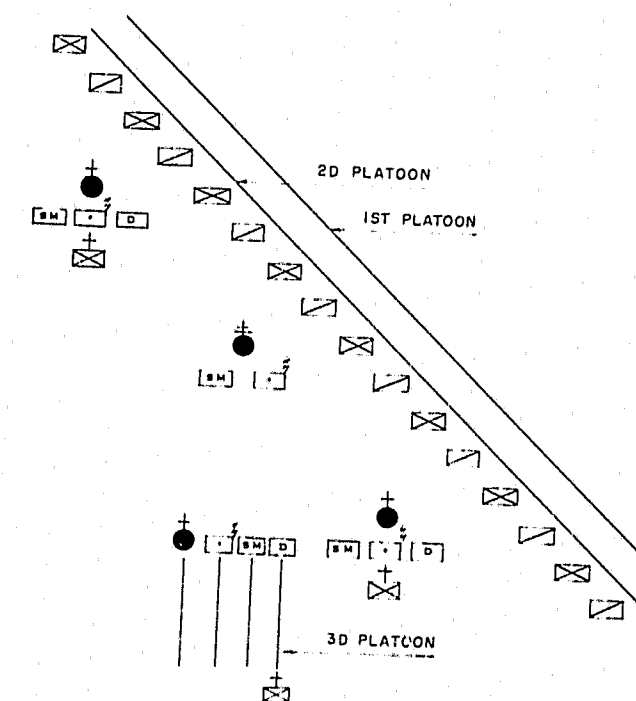 2D PLATOON
SM + D
1ST PLATOON
SM +
+ SM D
SM + D
3D PLATOON